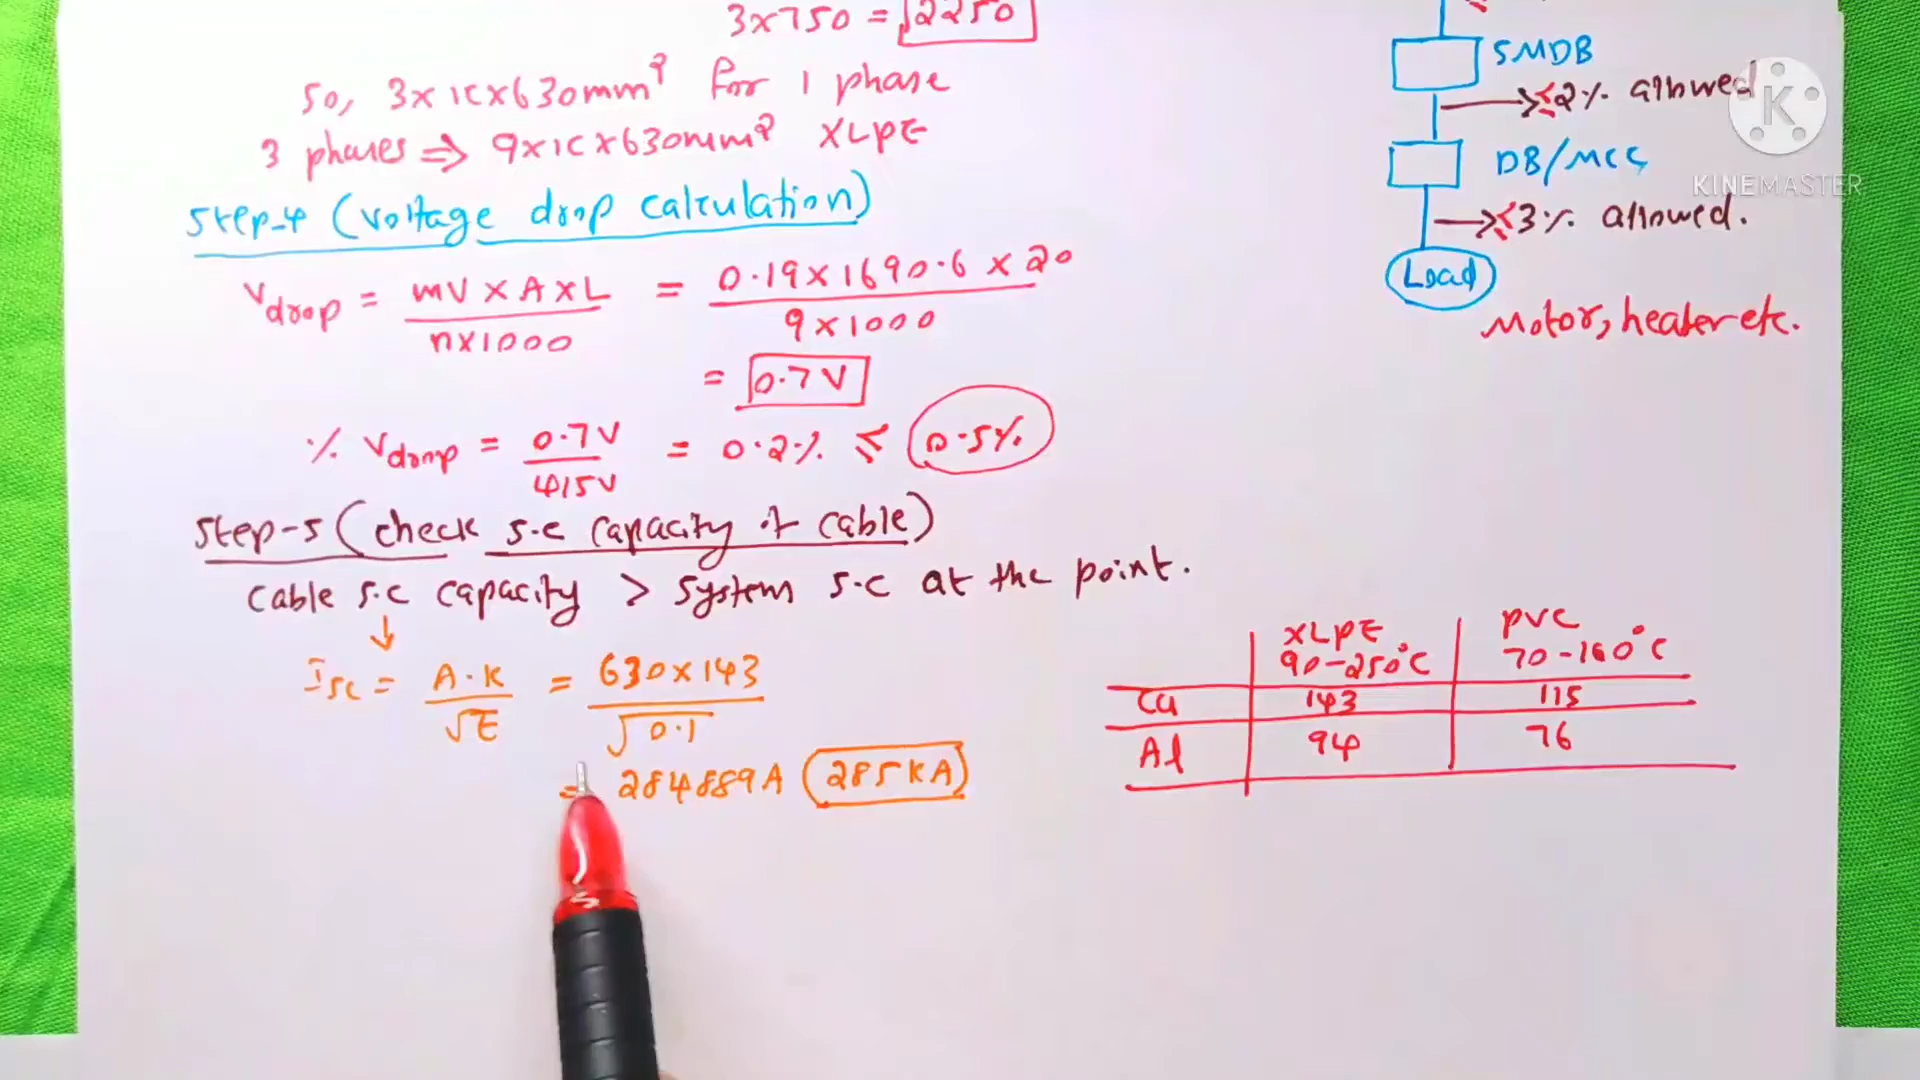 3x750 = 2250
So, 3x1Cx630mm² for 1 phase
3 phases ⇒ 9x1Cx630mm² XLPE
Step-4 (Voltage drop calculation)
Vdrop = mV x A x L / n x 1000 = 0.19 x 1690.6 x 20 / 9 x 1000
= 0.7 V
% Vdrop = 0.7V / 415V = 0.2% ≤ 0.5%
Step-5 (check s.c capacity of cable)
Cable s.c capacity > System s.c at the point.
Isc = A.K / √t = 630 x 143 / √0.1
= 284889A 285KA
SMDB
≤2% allowed
DB/MCC
≤3% allowed.
Load
Motor, heater etc.
K
KINEMASTER
XLPE PVC
90-250°C 70-160°C
Cu 143 115
Al 94 76